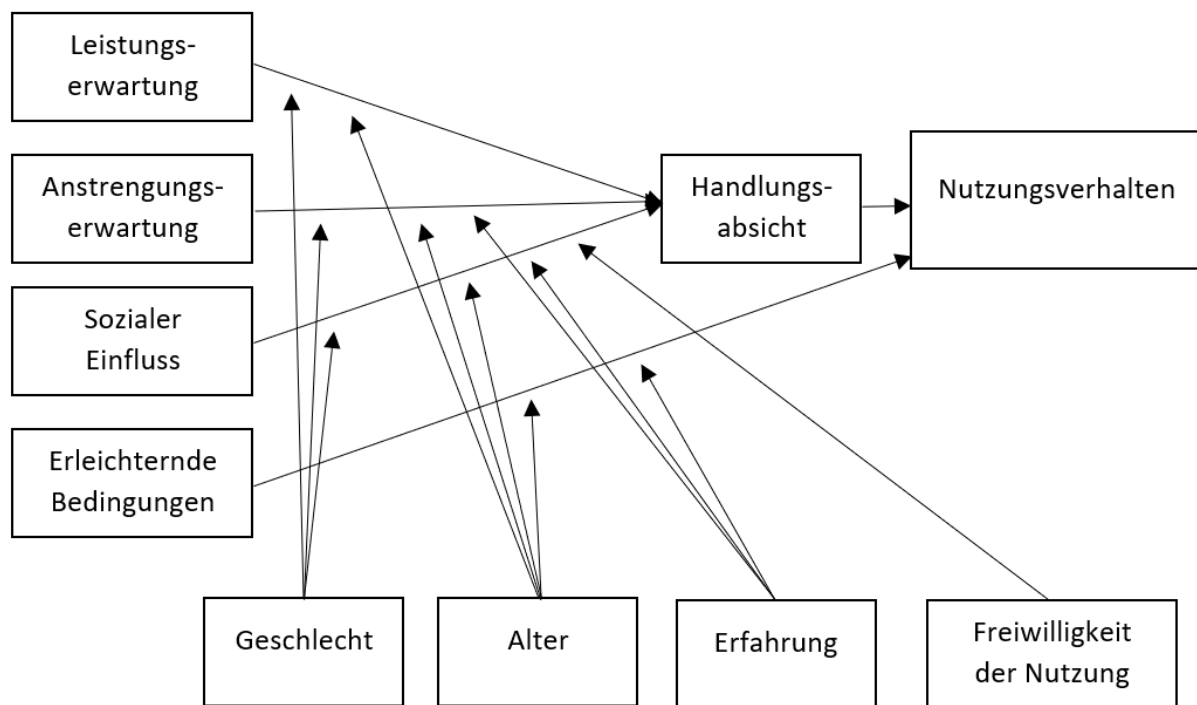 Leistungs-
erwartung
Anstrengungs-
erwartung
Sozialer
Einfluss
Erleichternde
Bedingungen
Handlungs-
absicht
Nutzungsverhalten
Geschlecht
Alter
Erfahrung
Freiwilligkeit
der Nutzung